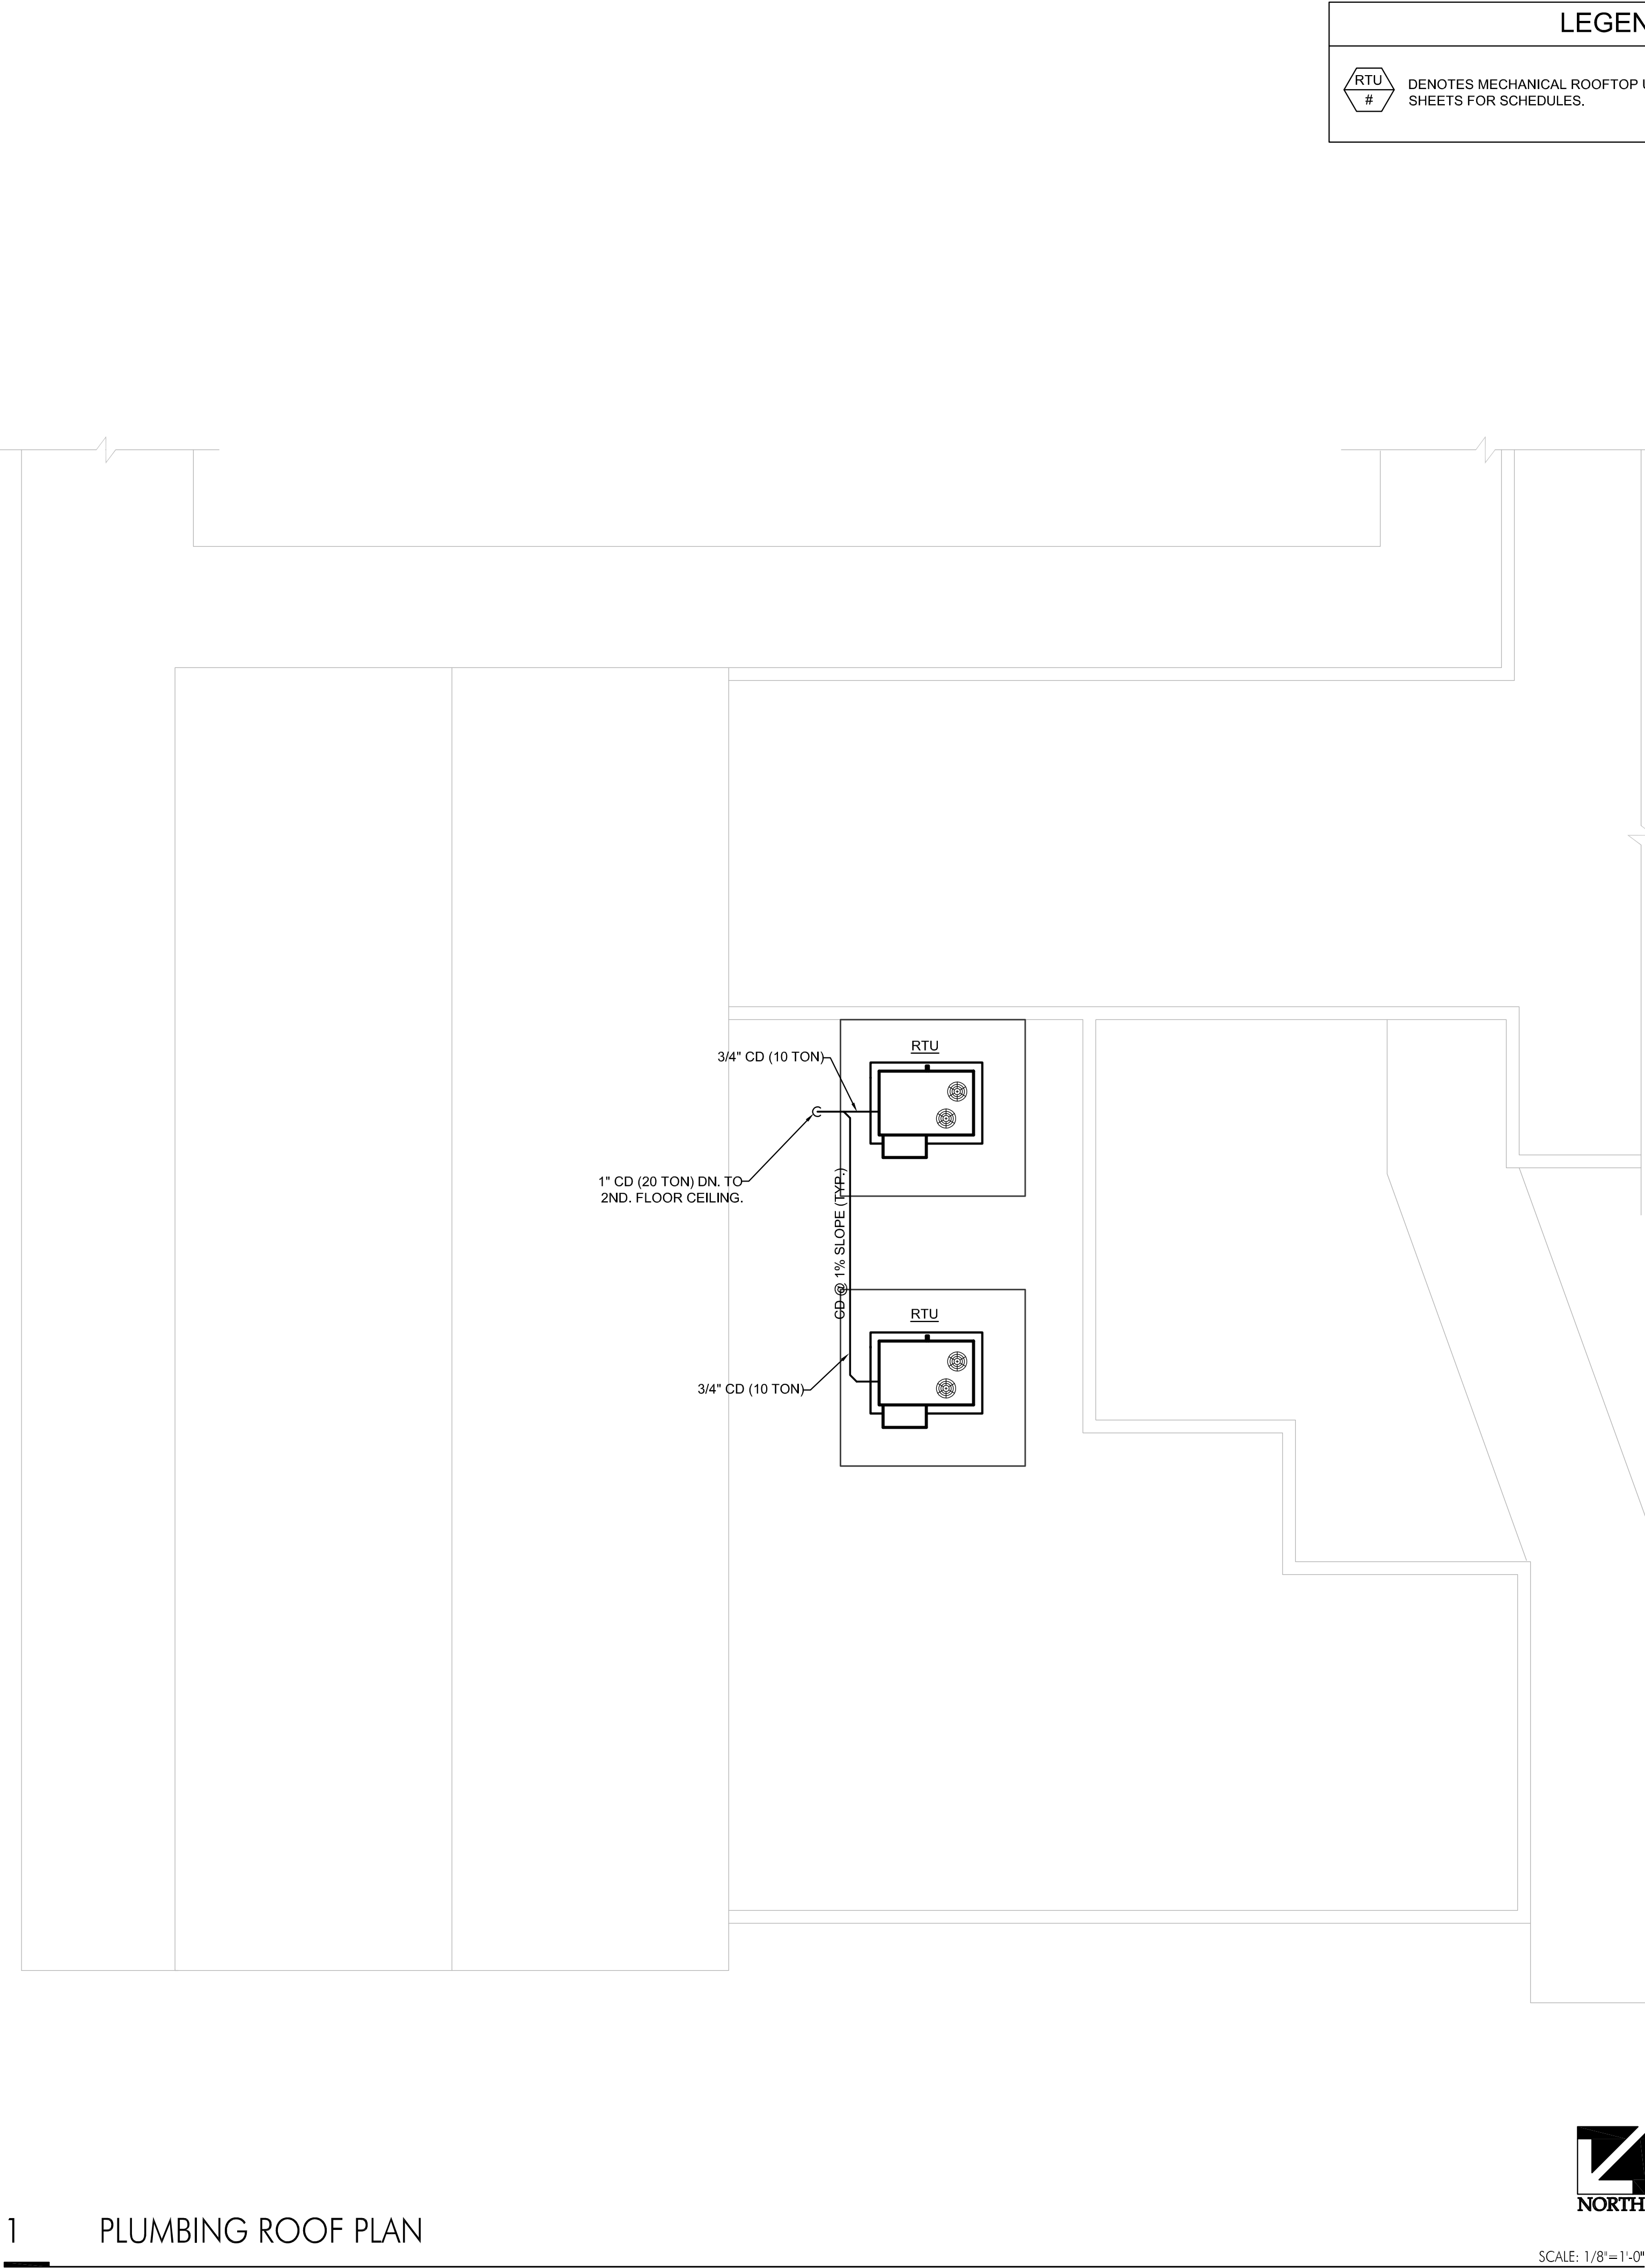 LEGEN
RTU
#
DENOTES MECHANICAL ROOFTOP
SHEETS FOR SCHEDULES.
RTU
3/4" CD (10 TON)
1" CD (20 TON) DN. TO
2ND. FLOOR CEILING.
CD @ 1% SLOPE (TYP.)
RTU
3/4" CD (10 TON)
NORTH
1 PLUMBING ROOF PLAN
SCALE: 1/8"=1'-0"